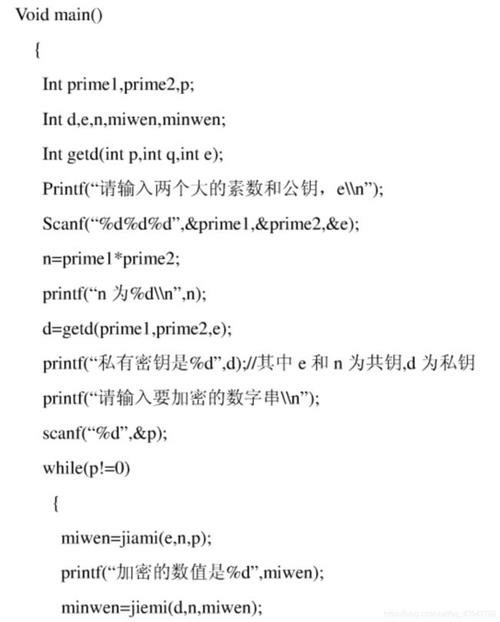 Void main()
{
Int prime1,prime2,p;
Int d,e,n,miwen,minwen;
Int getd(int p,int q,int e);
Printf(“请输入两个大的素数和公钥，e\\n”);
Scanf(“%d%d%d”,&prime1,&prime2,&e);
n=prime1*prime2;
printf(“n 为%d\\n”,n);
d=getd(prime1,prime2,e);
printf(“私有密钥是%d”,d);//其中 e 和 n 为共钥,d 为私钥
printf(“请输入要加密的数字串\\n”);
scanf(“%d”,&p);
while(p!=0)
{
miwen=jiami(e,n,p);
printf(“加密的数值是%d”,miwen);
minwen=jiemi(d,n,miwen);